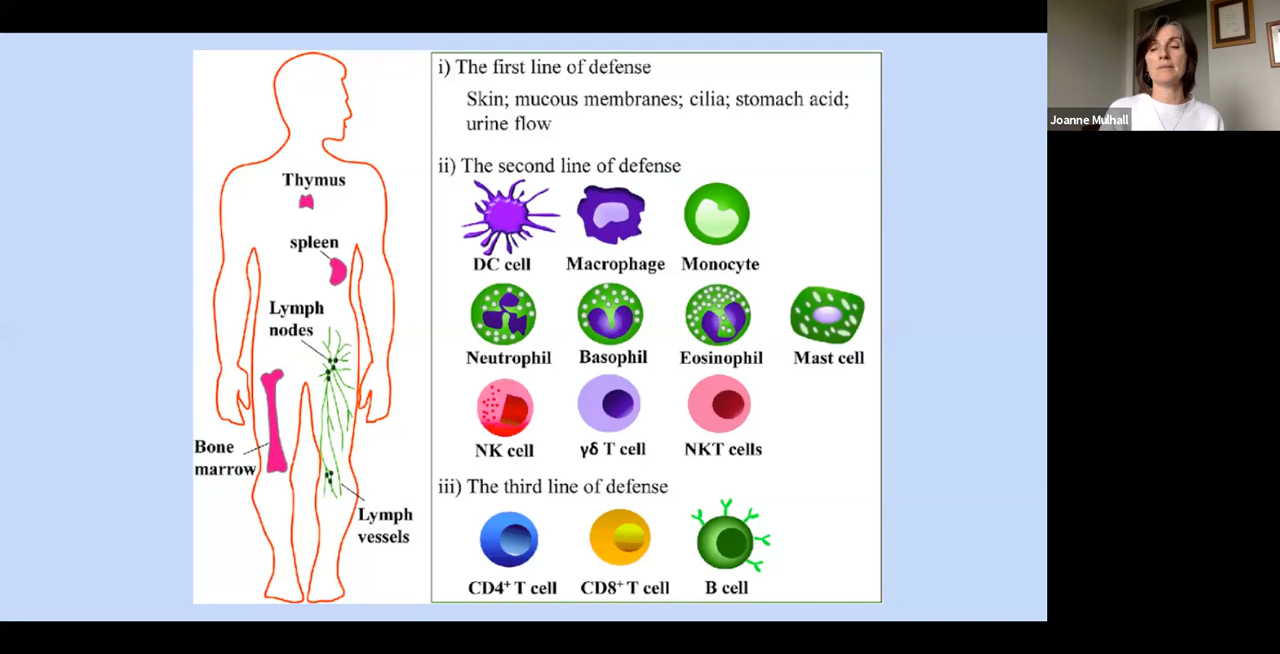 Thymus
spleen
Lymph
nodes
Bone
marrow
Lymph
vessels
i) The first line of defense
Skin; mucous membranes; cilia; stomach acid;
urine flow
ii) The second line of defense
DC cell
Macrophage
Monocyte
Neutrophil
Basophil
Eosinophil
Mast cell
NK cell
γδ T cell
NKT cells
iii) The third line of defense
CD4⁺ T cell
CD8⁺ T cell
B cell
Joanne Mulhall